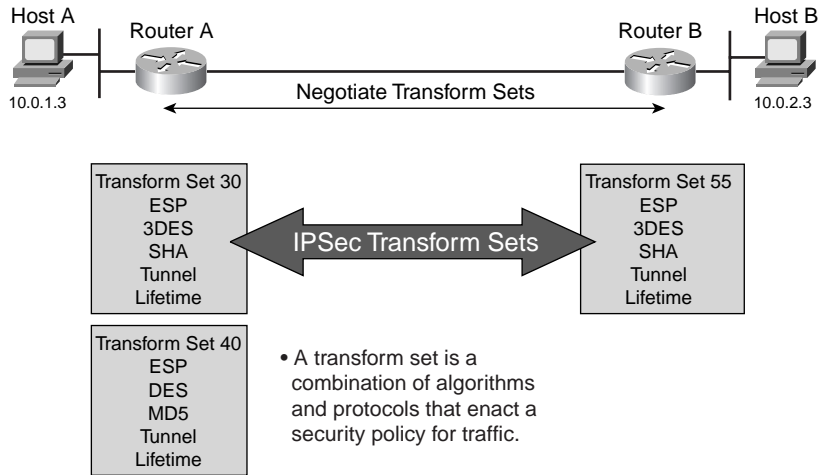 Host A
Router A
Router B
Host B
10.0.1.3
10.0.2.3
Negotiate Transform Sets
Transform Set 30
ESP
3DES
SHA
Tunnel
Lifetime
IPSec Transform Sets
Transform Set 55
ESP
3DES
SHA
Tunnel
Lifetime
Transform Set 40
ESP
DES
MD5
Tunnel
Lifetime
• A transform set is a
combination of algorithms
and protocols that enact a
security policy for traffic.